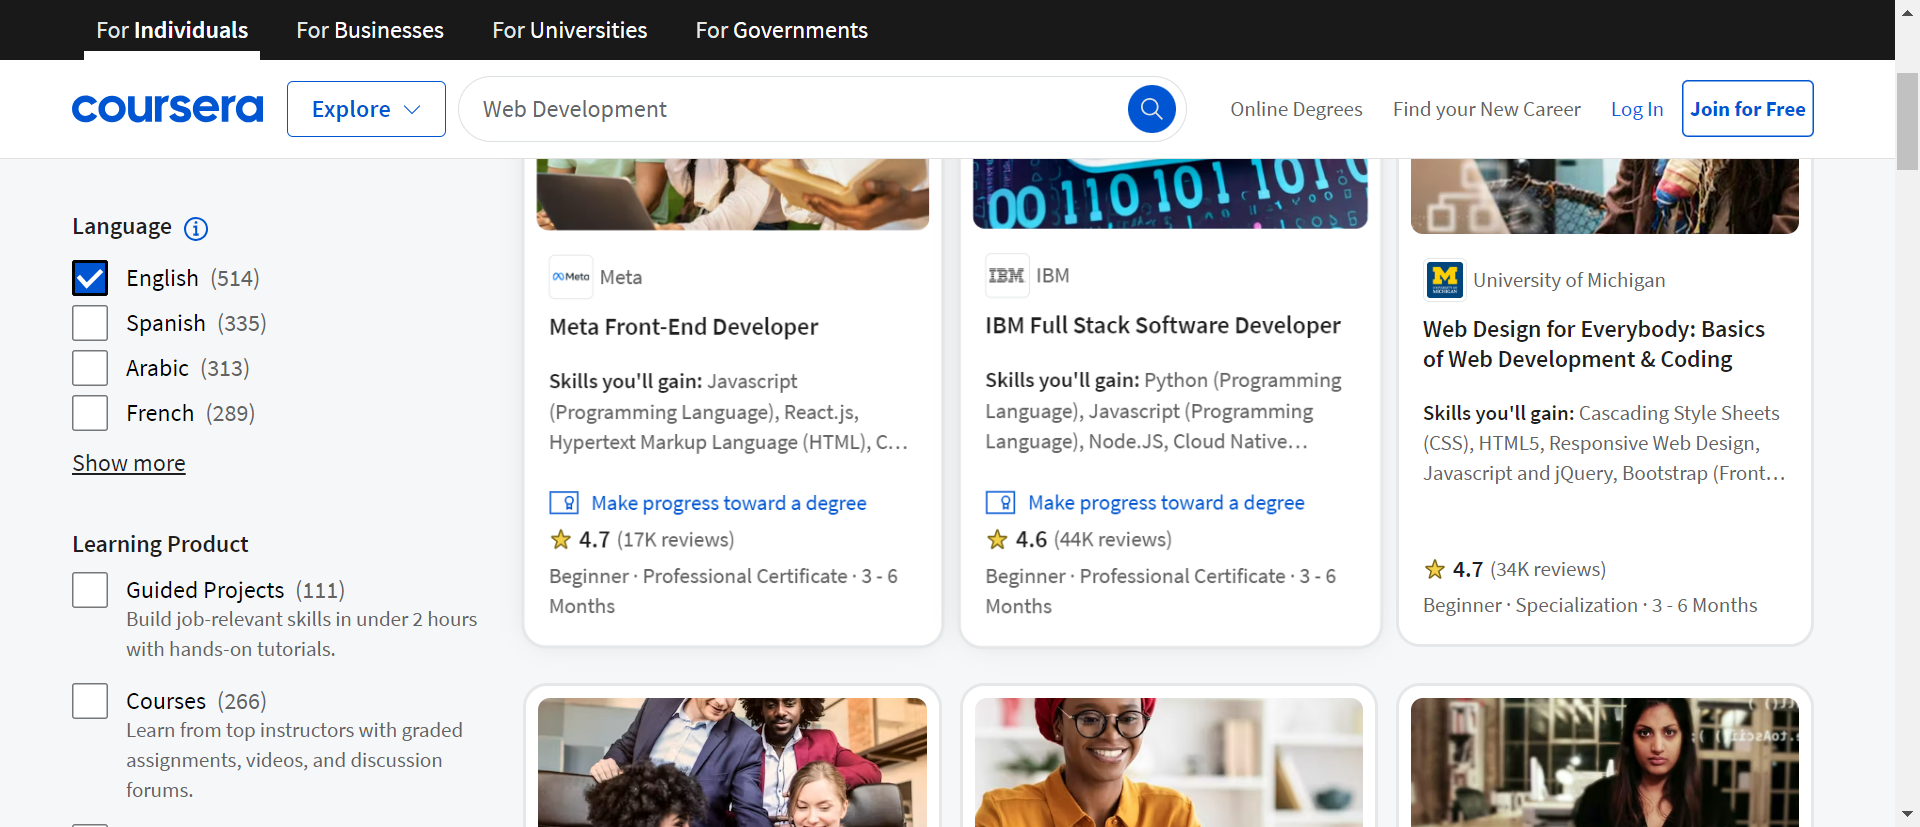 For Individuals
For Businesses
For Universities
For Governments
coursera
Explore
Web Development
Online Degrees
Find your New Career
Log In
Join for Free
Language
English (514)
Spanish (335)
Arabic (313)
French (289)
Show more
Learning Product
Guided Projects (111)
Build job-relevant skills in under 2 hours
with hands-on tutorials.
Courses (266)
Learn from top instructors with graded
assignments, videos, and discussion
forums.
Meta
Meta
Meta Front-End Developer
Skills you'll gain: Javascript
(Programming Language), React.js,
Hypertext Markup Language (HTML), C…
Make progress toward a degree
4.7 (17K reviews)
Beginner · Professional Certificate · 3 - 6
Months
00 110 101 101
IBM
IBM
IBM Full Stack Software Developer
Skills you'll gain: Python (Programming
Language), Javascript (Programming
Language), Node.JS, Cloud Native…
Make progress toward a degree
4.6 (44K reviews)
Beginner · Professional Certificate · 3 - 6
Months
M
University of Michigan
Web Design for Everybody: Basics
of Web Development & Coding
Skills you'll gain: Cascading Style Sheets
(CSS), HTML5, Responsive Web Design,
Javascript and jQuery, Bootstrap (Front…
4.7 (34K reviews)
Beginner · Specialization · 3 - 6 Months